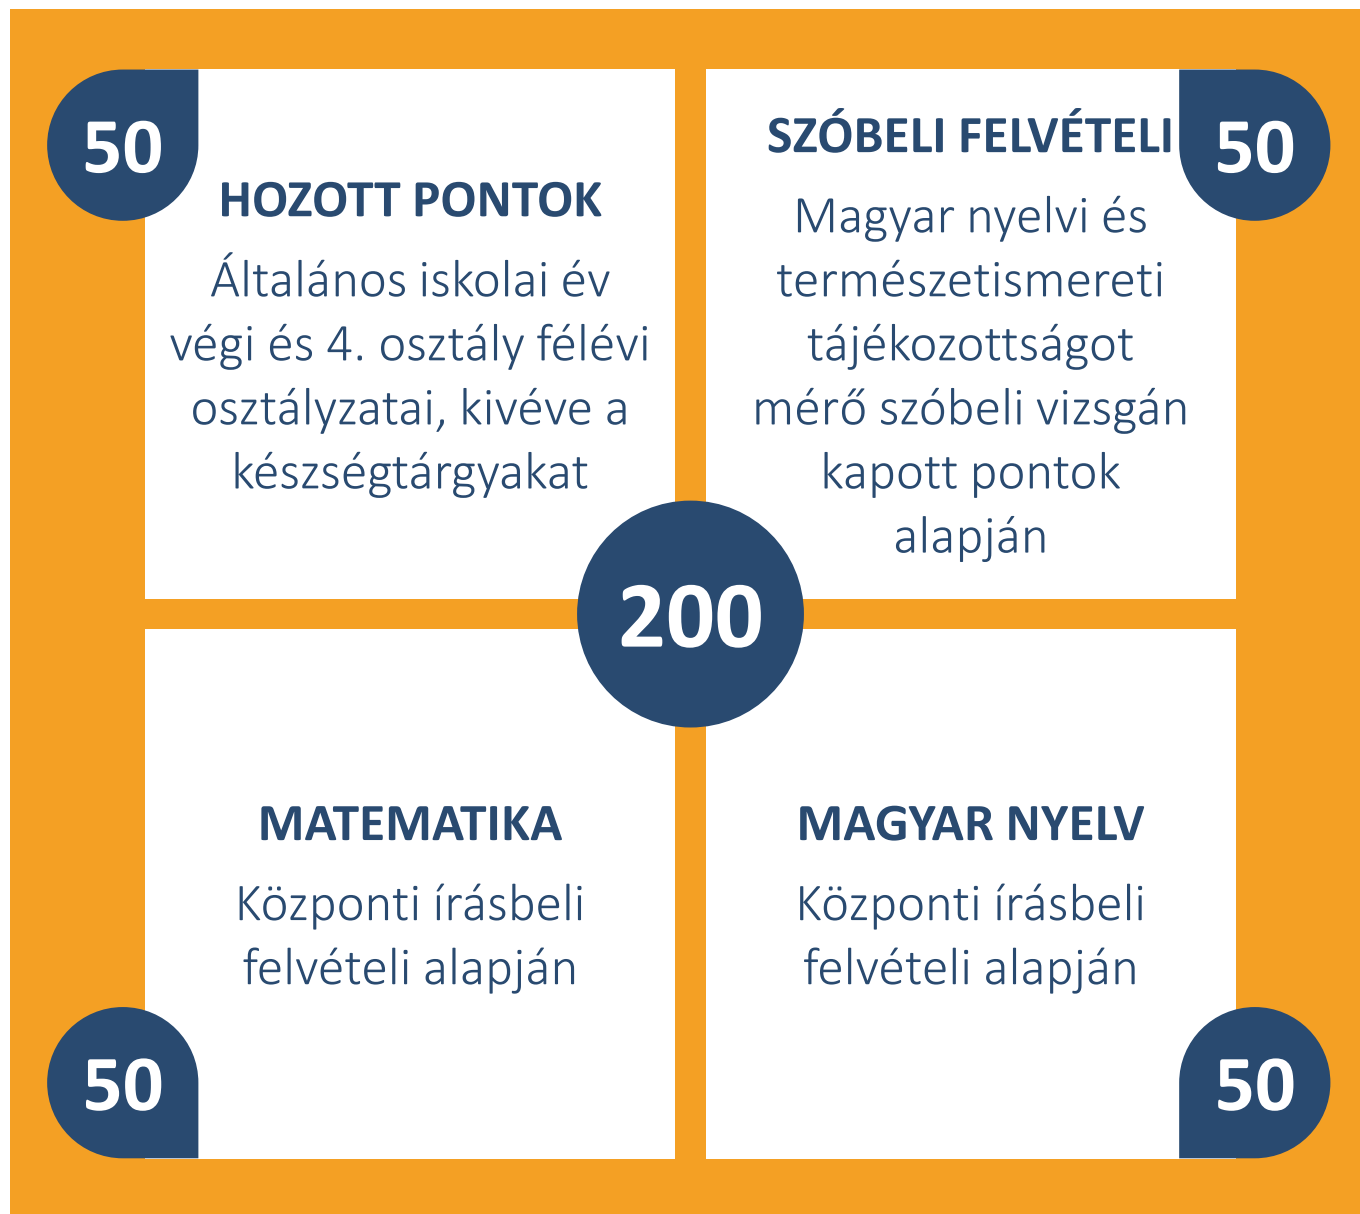 50
HOZOTT PONTOK
Általános iskolai év
végi és 4. osztály félévi
osztályzatai, kivéve a
készségtárgyakat
SZÓBELI FELVÉTELI
50
Magyar nyelvi és
természetismereti
tájékozottságot
mérő szóbeli vizsgán
kapott pontok
alapján
200
MATEMATIKA
Központi írásbeli
felvételi alapján
50
MAGYAR NYELV
Központi írásbeli
felvételi alapján
50